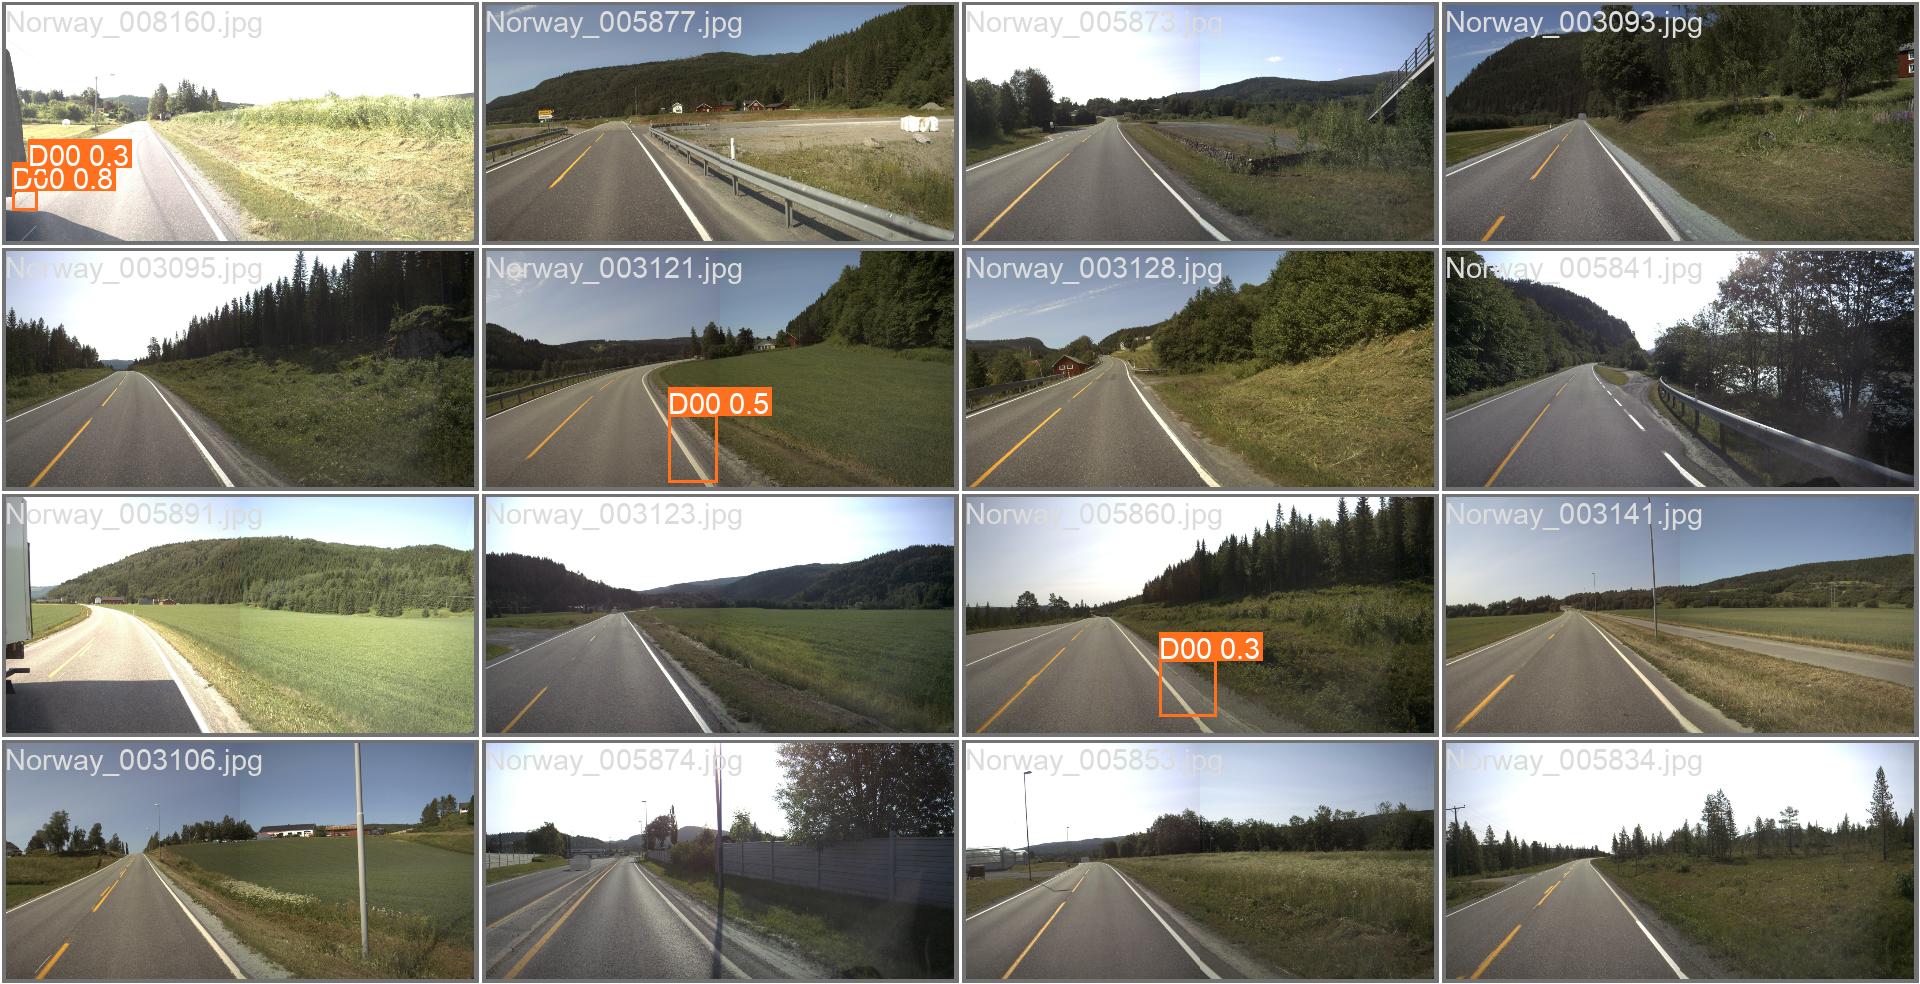 Norway_008160.jpg
Norway_005877.jpg
Norway_005873.jpg
Norway_003093.jpg
D00 0.3
D00 0.8
Norway_003095.jpg
Norway_003121.jpg
Norway_003128.jpg
Norway_005841.jpg
D00 0.5
Norway_005891.jpg
Norway_003123.jpg
Norway_005860.jpg
Norway_003141.jpg
D00 0.3
Norway_003106.jpg
Norway_005874.jpg
Norway_005853.jpg
Norway_005834.jpg